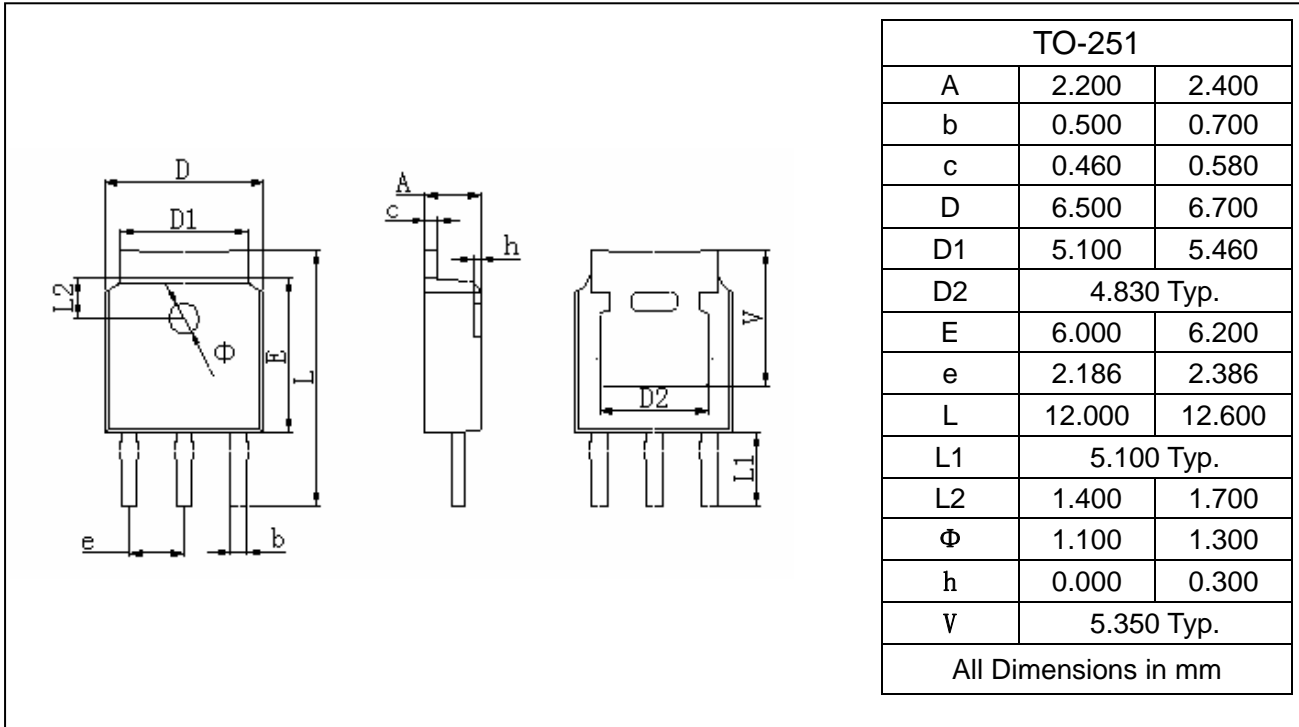 D
D1
L2
Φ
E
L
e
b
A
c
h
V
D2
L1
TO-251
A 2.200 2.400
b 0.500 0.700
c 0.460 0.580
D 6.500 6.700
D1 5.100 5.460
D2 4.830 Typ.
E 6.000 6.200
e 2.186 2.386
L 12.000 12.600
L1 5.100 Typ.
L2 1.400 1.700
Φ 1.100 1.300
h 0.000 0.300
V 5.350 Typ.
All Dimensions in mm